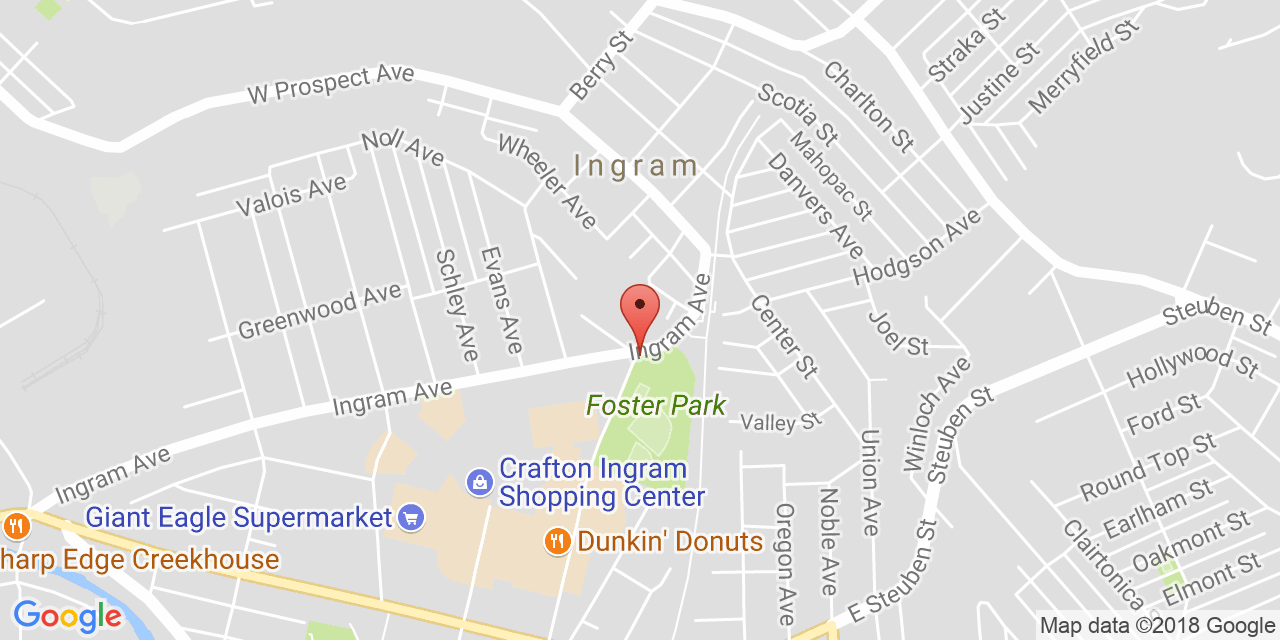 Straka St
Justine St
Merryfield St
Berry St
W Prospect Ave
Charlton St
Scotia St
Noll Ave
Wheeler Ave
Ingram
Mahopac St
Danvers Ave
Valois Ave
Hodgson Ave
Schley Ave
Evans Ave
Greenwood Ave
Ingram Ave
Center St
Joel St
Steuben St
Hollywood St
Ingram Ave
Foster Park
Winloch Ave
Steuben St
Ford St
Valley St
Union Ave
Round Top St
Ingram Ave
Crafton Ingram
Shopping Center
Giant Eagle Supermarket
Earlham St
Oregon Ave
Noble Ave
Dunkin' Donuts
harp Edge Creekhouse
Clairtonica S
Oakmont St
Elmont St
E Steuben St
Google
Map data ©2018 Google